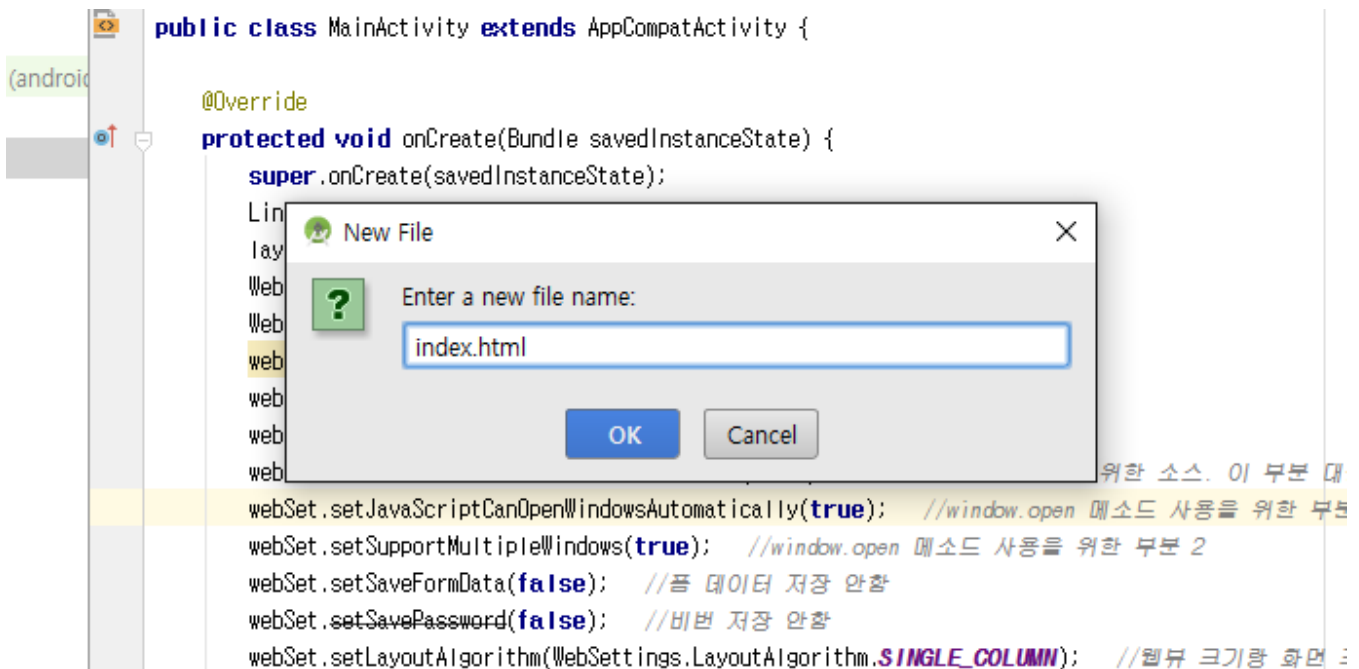 public class MainActivity extends AppCompatActivity {
(android
@Override
protected void onCreate(Bundle savedInstanceState) {
super.onCreate(savedInstanceState);
Lin
lay
Web
Web
web
web
web
web
New File
Enter a new file name:
index.html
OK
Cancel
위한 소스. 이 부분 대
webSet.setJavaScriptCanOpenWindowsAutomatically(true); //window.open 메소드 사용을 위한 부분
webSet.setSupportMultipleWindows(true); //window.open 메소드 사용을 위한 부분 2
webSet.setSaveFormData(false); //폼 데이터 저장 안함
webSet.setSavePassword(false); //비번 저장 안함
webSet.setLayoutAlgorithm(WebSettings.LayoutAlgorithm.SINGLE_COLUMN); //웹뷰 크기랑 화면